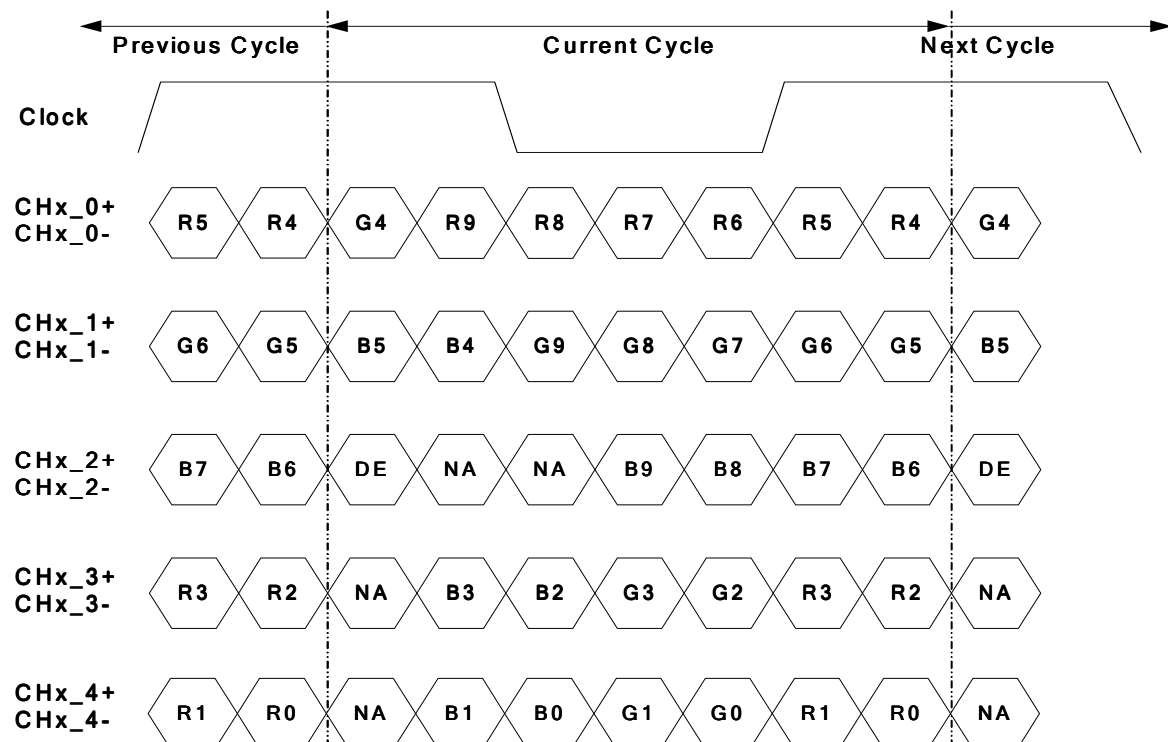 Previous Cycle Current Cycle Next Cycle
Clock
CHx_0+
CHx_0-
R5 R4 G4 R9 R8 R7 R6 R5 R4 G4
CHx_1+
CHx_1-
G6 G5 B5 B4 G9 G8 G7 G6 G5 B5
CHx_2+
CHx_2-
B7 B6 DE NA NA B9 B8 B7 B6 DE
CHx_3+
CHx_3-
R3 R2 NA B3 B2 G3 G2 R3 R2 NA
CHx_4+
CHx_4-
R1 R0 NA B1 B0 G1 G0 R1 R0 NA